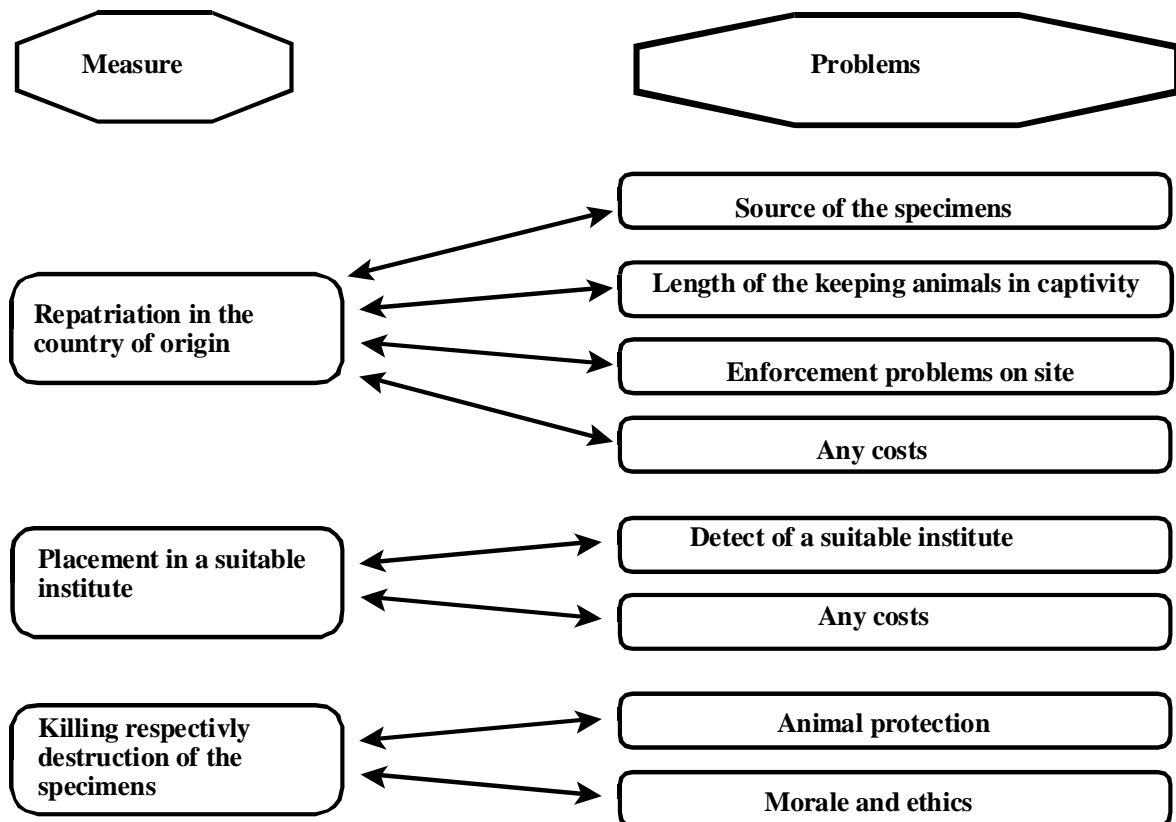 Measure
Problems
Source of the specimens
Length of the keeping animals in captivity
Repatriation in the
country of origin
Enforcement problems on site
Any costs
Placement in a suitable
institute
Detect of a suitable institute
Any costs
Killing respectivly
destruction of the
specimens
Animal protection
Morale and ethics